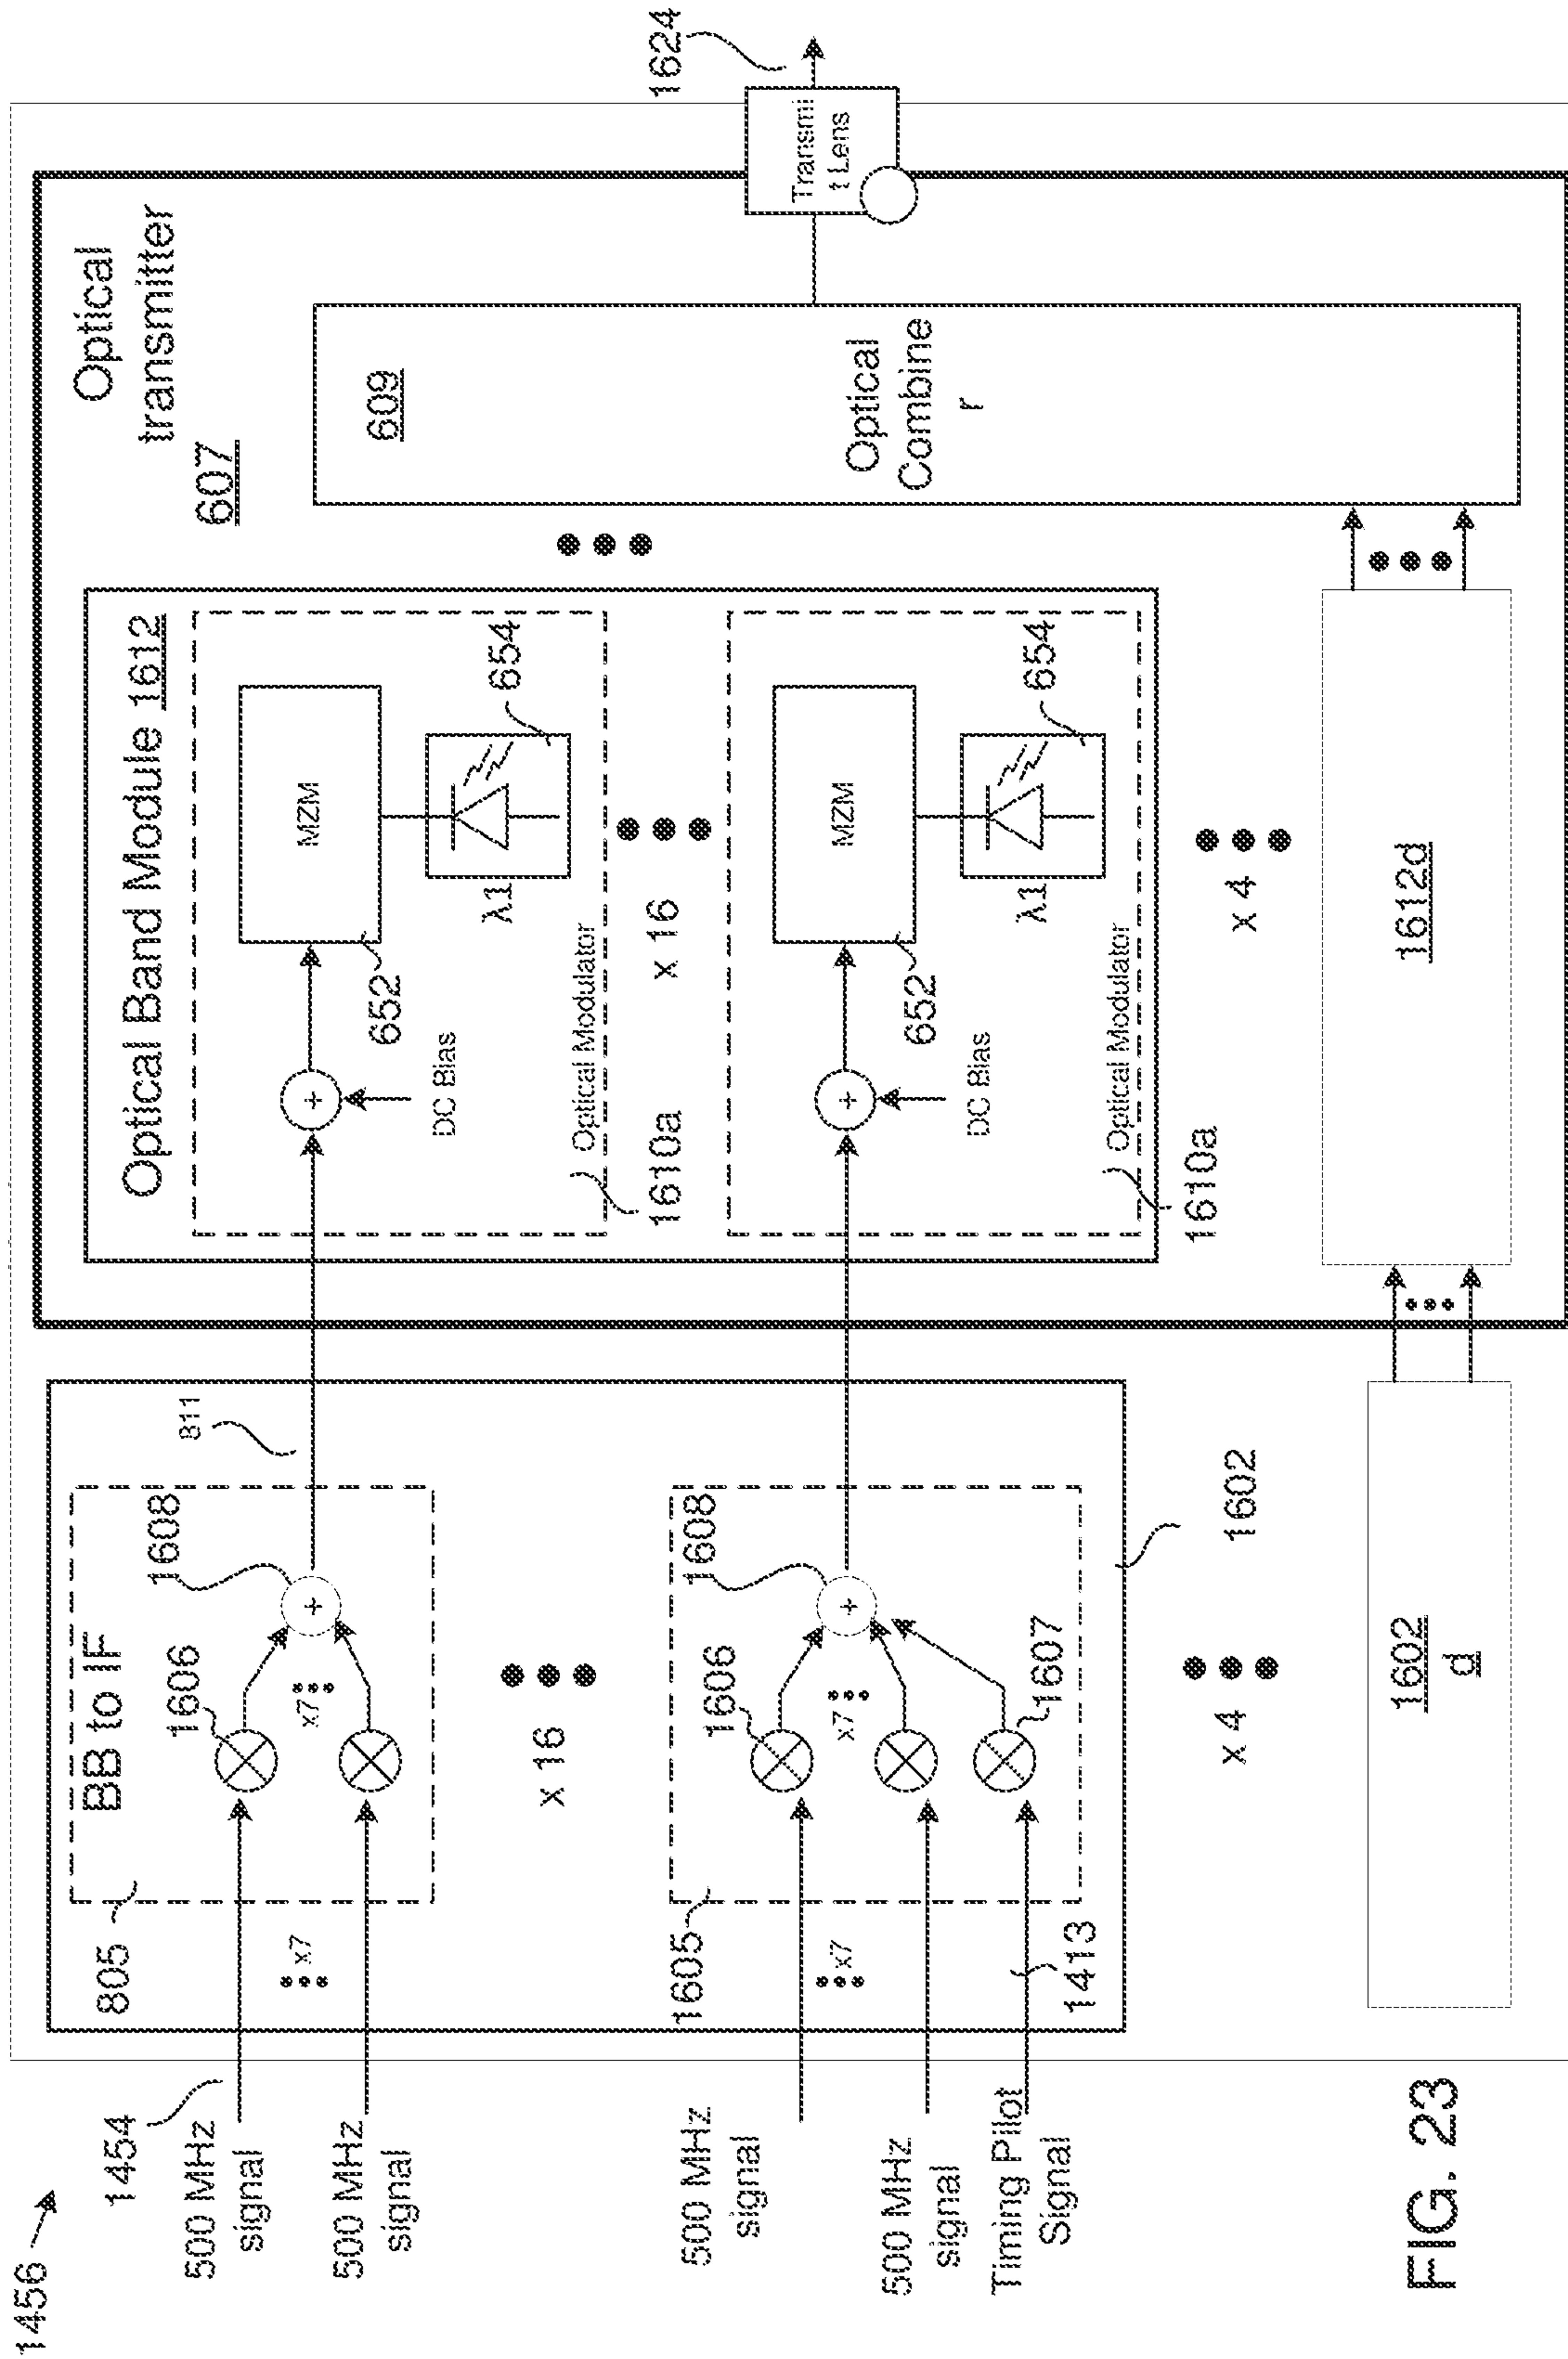 1456
1454
500 MHz
signal
500 MHz
signal
500 MHz
signal
500 MHz
signal
Timing Pilot
Signal
805
BB to IF
1606
x7
x7
1608
811
x 16
1605
1606
x7
x7
1608
1607
1413
1602
x 4
1602
d
Optical
transmitter
607
Optical Band Module 1612
MZM
652
DC Bias
654
λ1
Optical Modulator
1610a
x 16
MZM
652
DC Bias
654
λ1
Optical Modulator
1610a
x 4
1612d
609
Optical
Combine
r
Transmi
t Lens
1624
FIG. 23